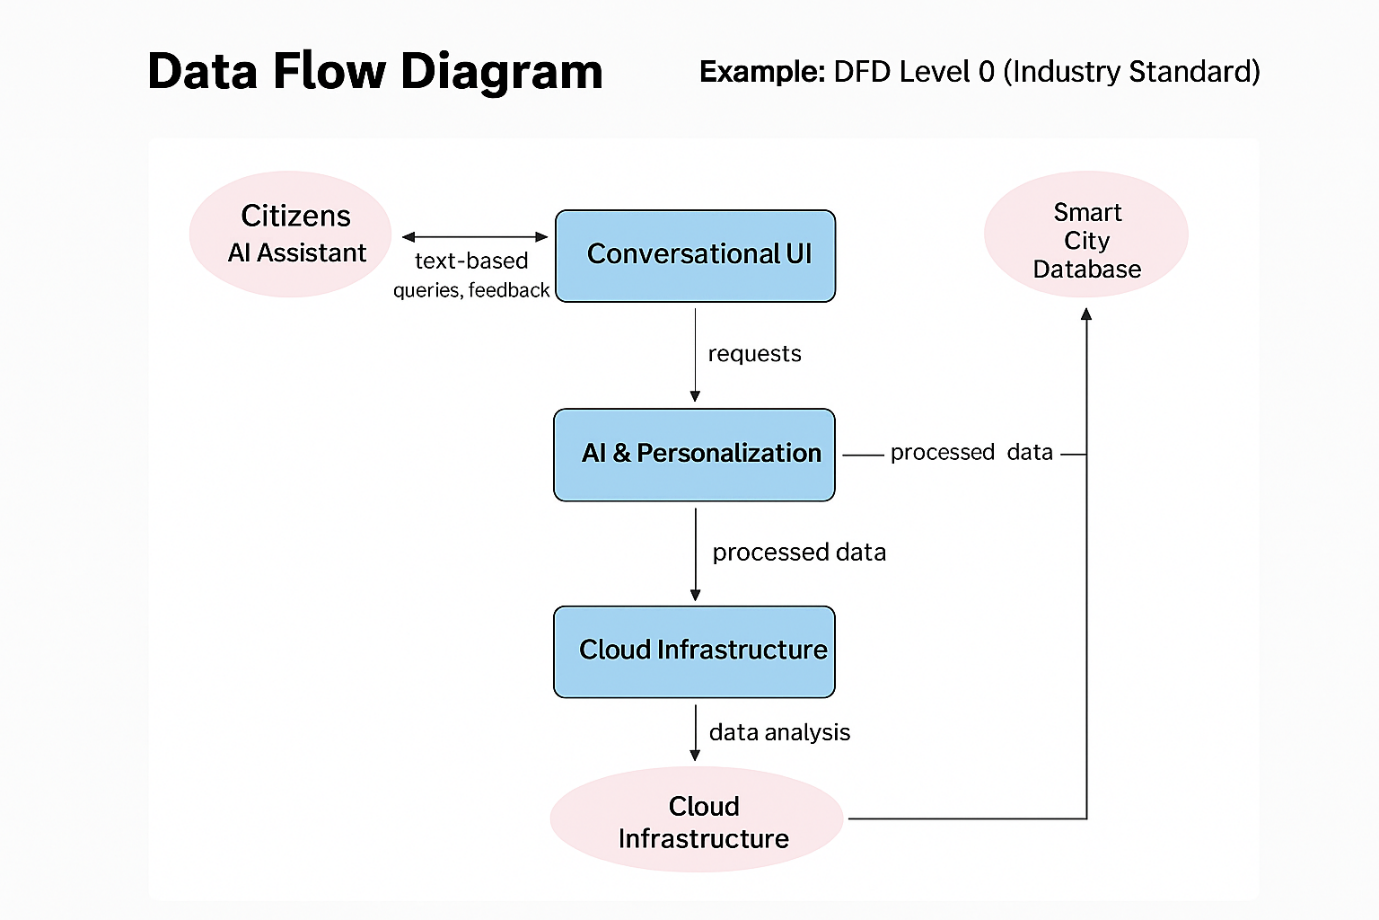 Data Flow Diagram
Example: DFD Level 0 (Industry Standard)
Citizens
AI Assistant
text-based
queries, feedback
Conversational UI
Smart
City
Database
requests
AI & Personalization
processed data
processed data
Cloud Infrastructure
data analysis
Cloud
Infrastructure